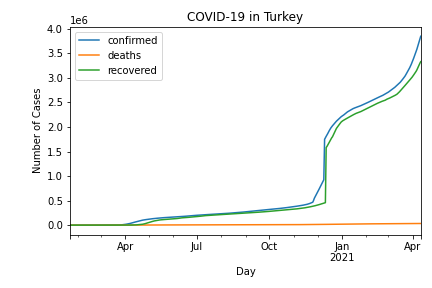 COVID-19 in Turkey
1e6
4.0
3.5
3.0
2.5
2.0
1.5
1.0
0.5
0.0
Number of Cases
confirmed
deaths
recovered
Apr
Jul
Oct
Jan
2021
Apr
Day